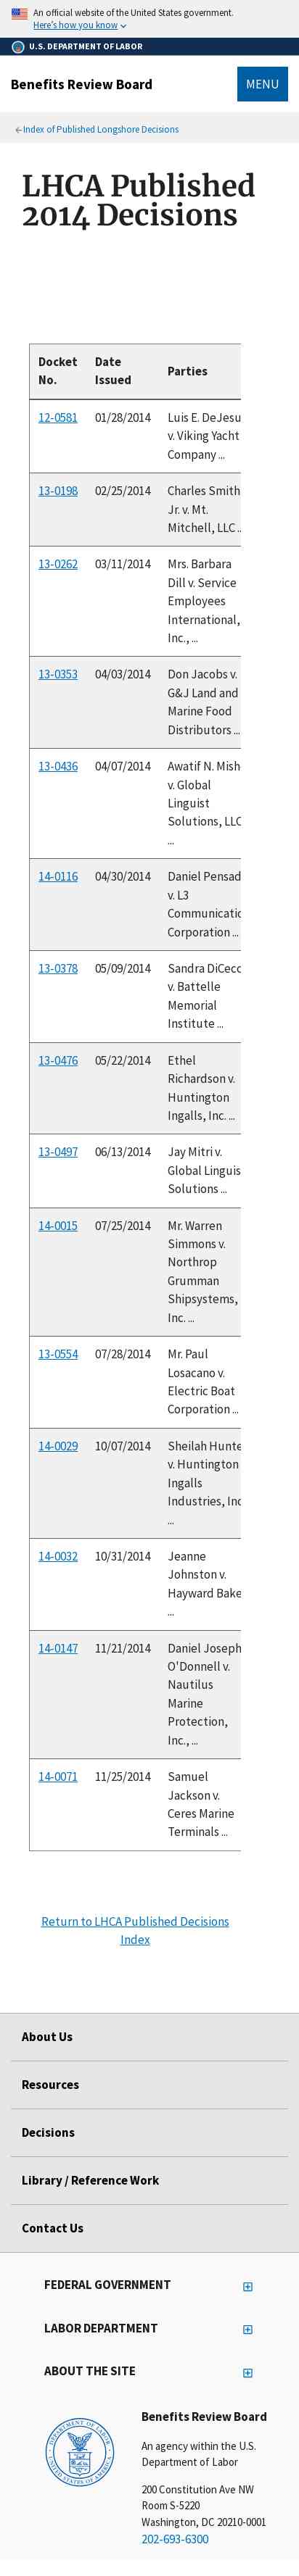 An official website of the United States government.
Here's how you know
U.S. DEPARTMENT OF LABOR
Benefits Review Board
MENU
Index of Published Longshore Decisions
LHCA Published
2014 Decisions
Docket No.
Date Issued
Parties
12-0581
01/28/2014
Luis E. DeJesu
v. Viking Yacht
Company ...
13-0198
02/25/2014
Charles Smith
Jr. v. Mt.
Mitchell, LLC ..
13-0262
03/11/2014
Mrs. Barbara
Dill v. Service
Employees
International,
Inc., ...
13-0353
04/03/2014
Don Jacobs v.
G&J Land and
Marine Food
Distributors ...
13-0436
04/07/2014
Awatif N. Mish
v. Global
Linguist
Solutions, LLC
...
14-0116
04/30/2014
Daniel Pensad
v. L3
Communicatio
Corporation ...
13-0378
05/09/2014
Sandra DiCecc
v. Battelle
Memorial
Institute ...
13-0476
05/22/2014
Ethel
Richardson v.
Huntington
Ingalls, Inc. ...
13-0497
06/13/2014
Jay Mitri v.
Global Linguis
Solutions ...
14-0015
07/25/2014
Mr. Warren
Simmons v.
Northrop
Grumman
Shipsystems,
Inc. ...
13-0554
07/28/2014
Mr. Paul
Losacano v.
Electric Boat
Corporation ...
14-0029
10/07/2014
Sheilah Hunte
v. Huntington
Ingalls
Industries, Inc
...
14-0032
10/31/2014
Jeanne
Johnston v.
Hayward Bake
...
14-0147
11/21/2014
Daniel Joseph
O'Donnell v.
Nautilus
Marine
Protection,
Inc., ...
14-0071
11/25/2014
Samuel
Jackson v.
Ceres Marine
Terminals ...
Return to LHCA Published Decisions
Index
About Us
Resources
Decisions
Library / Reference Work
Contact Us
FEDERAL GOVERNMENT
LABOR DEPARTMENT
ABOUT THE SITE
DEPARTMENT OF LABOR
UNITED STATES OF AMERICA
Benefits Review Board
An agency within the U.S.
Department of Labor
200 Constitution Ave NW
Room S-5220
Washington, DC 20210-0001
202-693-6300